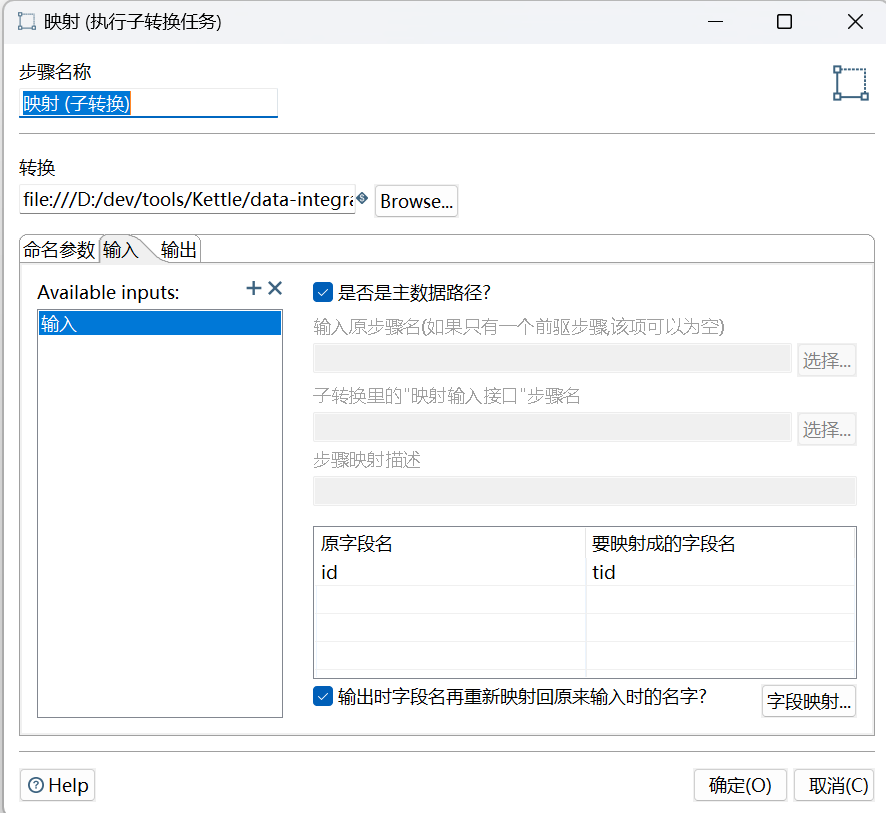 映射 (执行子转换任务)
步骤名称
映射 (子转换)
转换
file:///D:/dev/tools/Kettle/data-integra
Browse...
命名参数 输入 输出
Available inputs:
是否是主数据路径?
输入
输入原步骤名(如果只有一个前驱步骤,该项可以为空)
选择...
子转换里的"映射输入接口"步骤名
选择...
步骤映射描述
原字段名 要映射成的字段名
id tid
输出时字段名再重新映射回原来输入时的名字?
字段映射...
Help
确定(O)
取消(C)